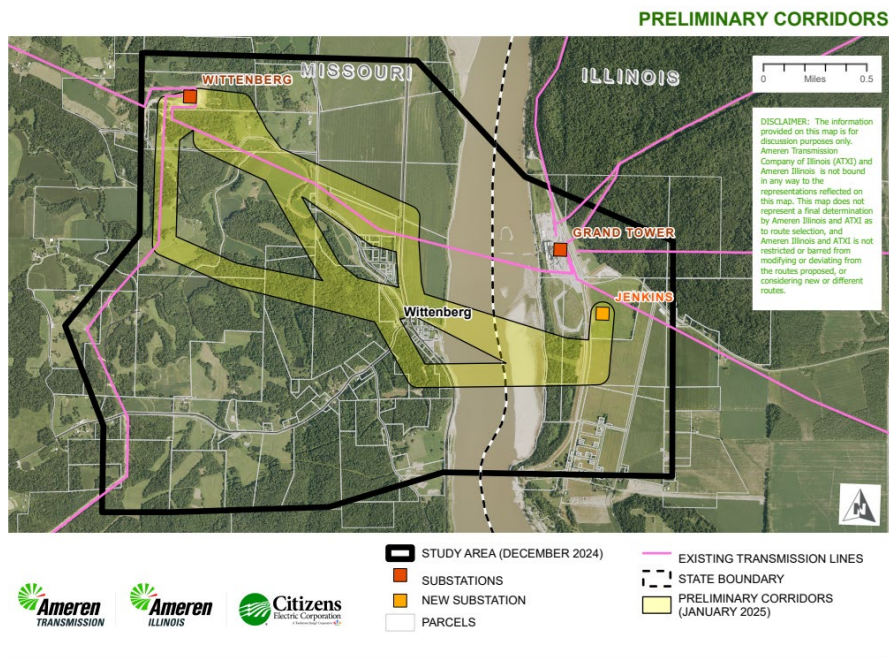 PRELIMINARY CORRIDORS
WITTENBERG
MISSOURI
ILLINOIS
0 0.5
Miles
DISCLAIMER: The information
provided on this map is for
discussion purposes only.
Ameren Transmission
Company of Illinois (ATXI) and
Ameren Illinois is not bound
in any way to the
representations reflected on
this map. This map does not
represent a final determination
by Ameren Illinois and ATXI as
to route selection, and
Ameren Illinois and ATXI is not
restricted or barred from
modifying or deviating from
the routes proposed, or
considering new or different
routes.
GRAND TOWER
JENKINS
Wittenberg
N
STUDY AREA (DECEMBER 2024)
SUBSTATIONS
NEW SUBSTATION
PARCELS
EXISTING TRANSMISSION LINES
STATE BOUNDARY
PRELIMINARY CORRIDORS
(JANUARY 2025)
Ameren
TRANSMISSION
Ameren
ILLINOIS
Citizens
Electric Corporation